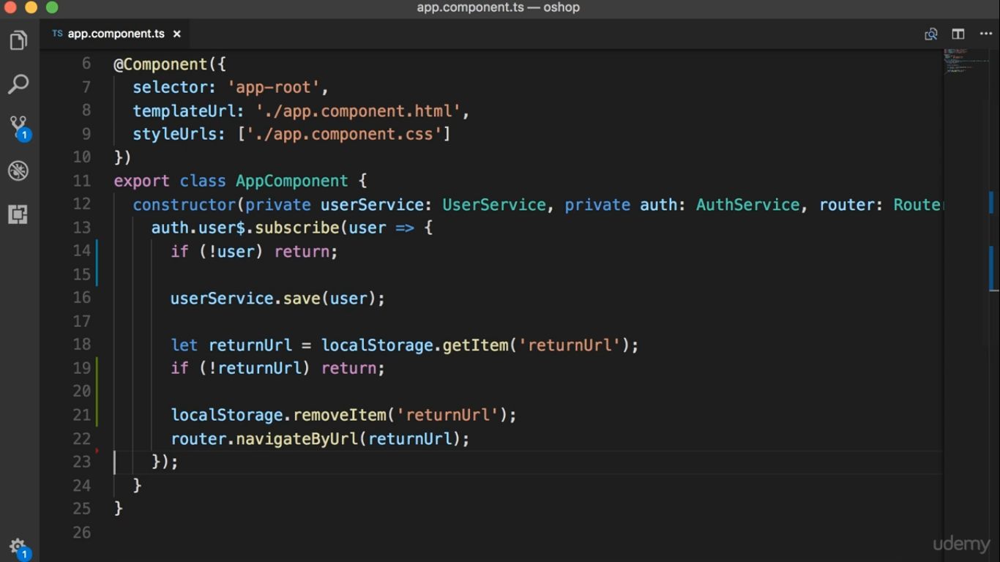 app.component.ts — oshop
TS app.component.ts ×
6 @Component({
7 selector: 'app-root',
8 templateUrl: './app.component.html',
9 styleUrls: ['./app.component.css']
10 })
11 export class AppComponent {
12 constructor(private userService: UserService, private auth: AuthService, router: Router
13 auth.user$.subscribe(user => {
14 if (!user) return;
15
16 userService.save(user);
17
18 let returnUrl = localStorage.getItem('returnUrl');
19 if (!returnUrl) return;
20
21 localStorage.removeItem('returnUrl');
22 router.navigateByUrl(returnUrl);
23 });
24 }
25 }
26
1
1
udemy